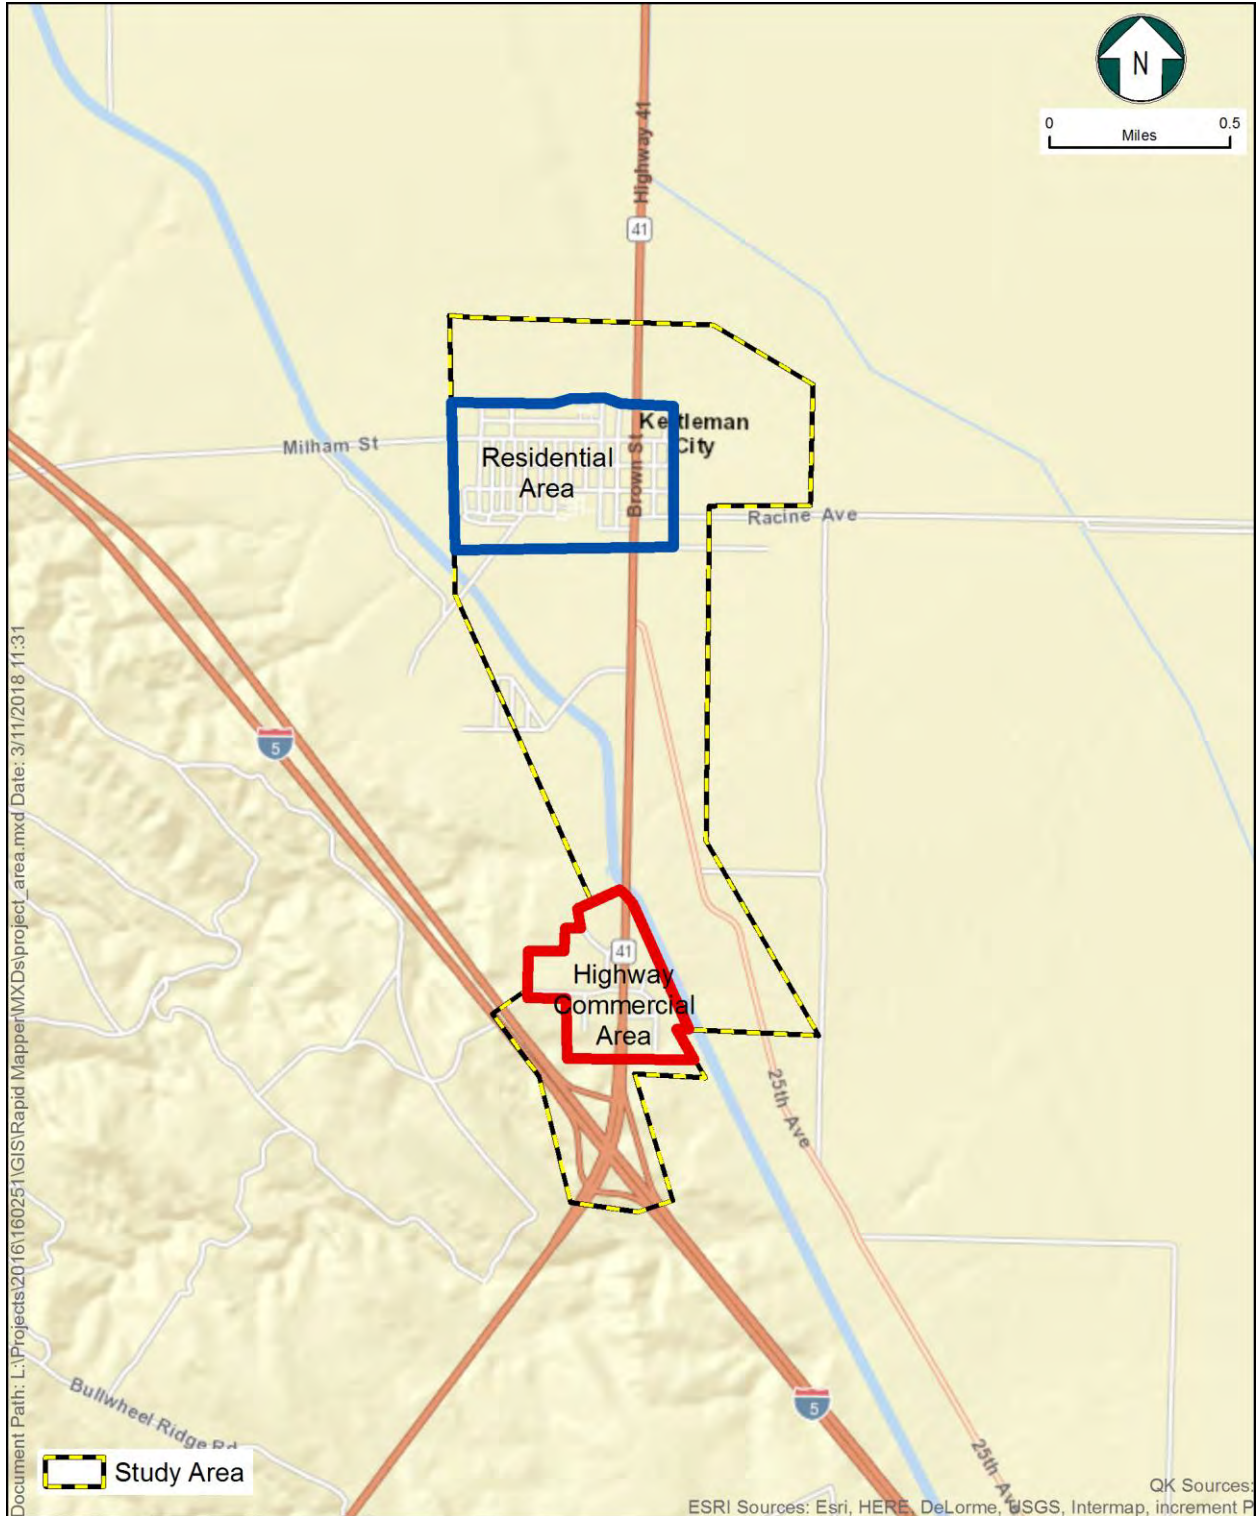 N
0 0.5
Miles
Highway 41
41
Kettleman
City
Milham St
Residential
Area
Brown St
Racine Ave
5
41
Highway
Commercial
Area
25th Ave
5
Bullwheel Ridge Rd
25th Ave
Study Area
QK Sources:
ESRI Sources: Esri, HERE, DeLorme, USGS, Intermap, increment P
Document Path: L:\Projects\2016\160251\GIS\Rapid Mapper\MXDs\project_area.mxd Date: 3/11/2018 11:31